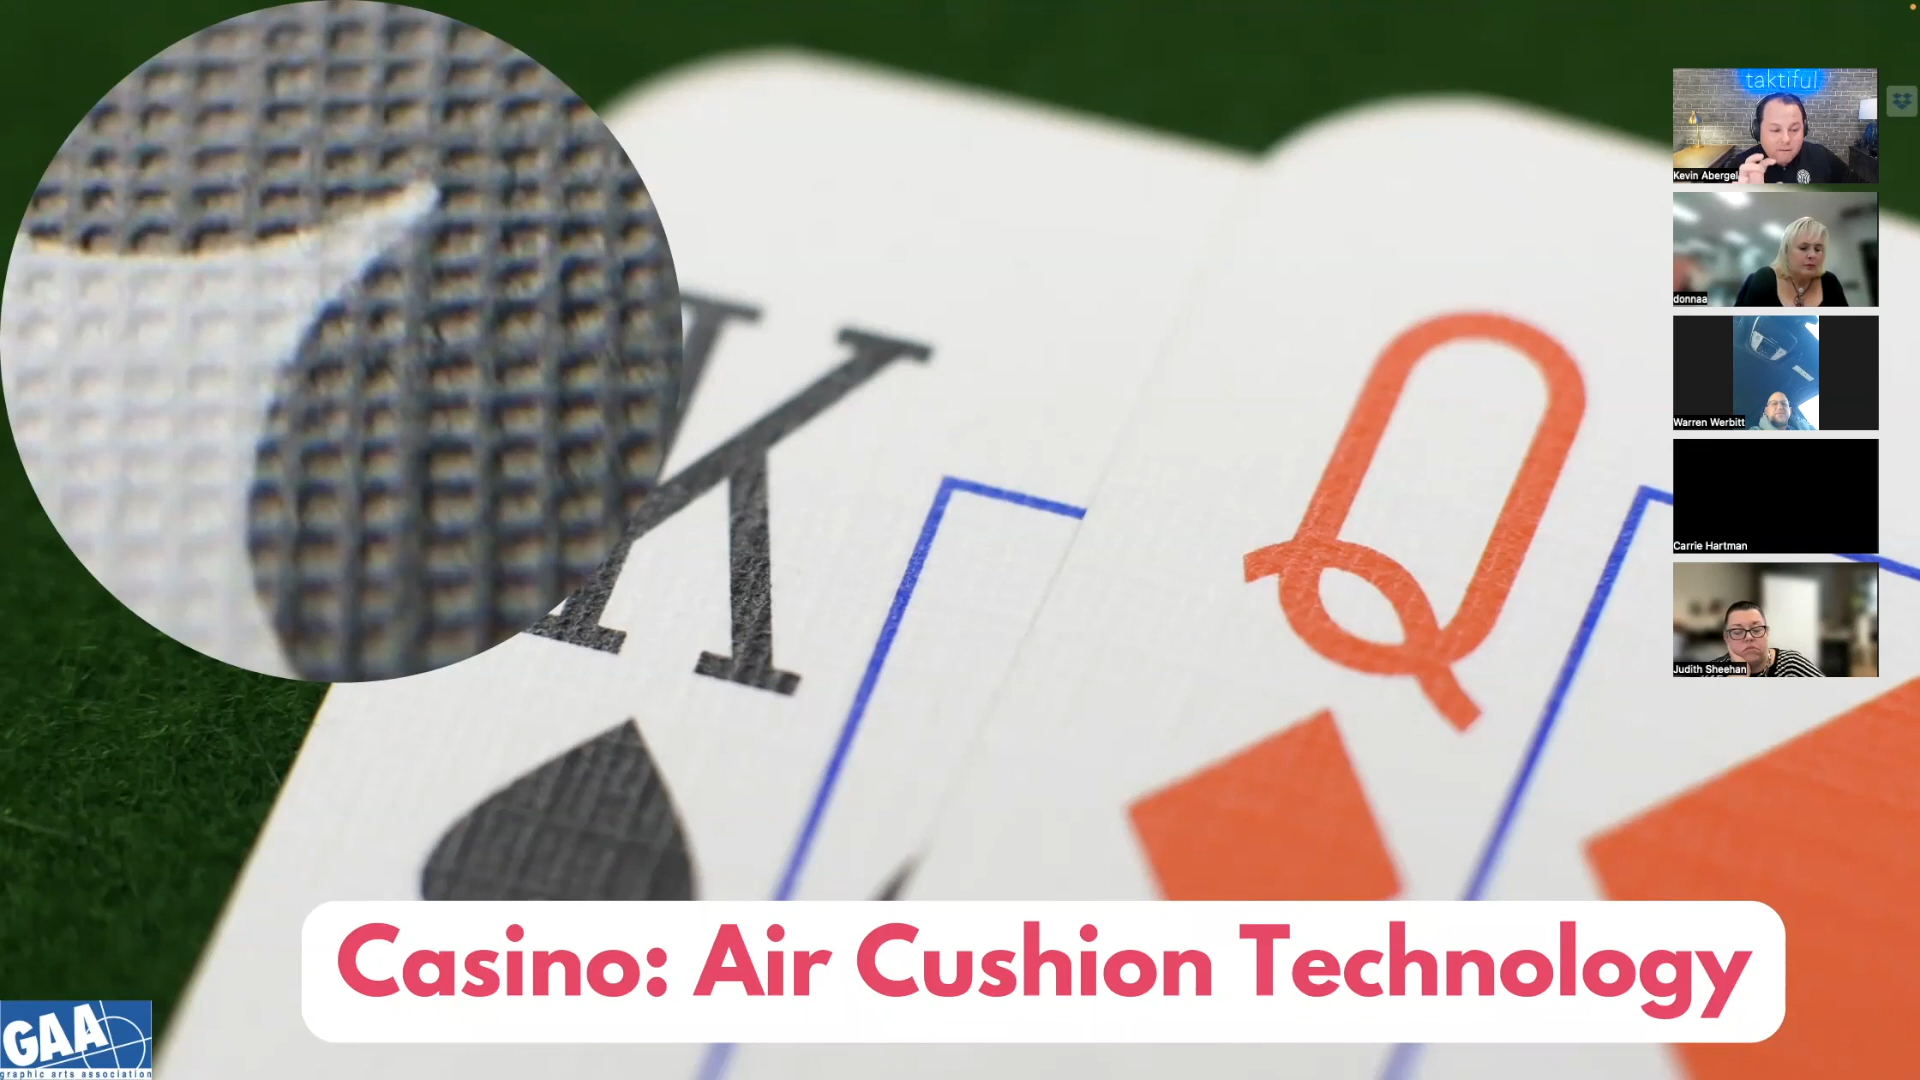 taktiful
Kevin Abergel
donnaa
Warren Werbitt
Carrie Hartman
Judith Sheehan
K
Q
Casino: Air Cushion Technology
GAA
graphic arts association